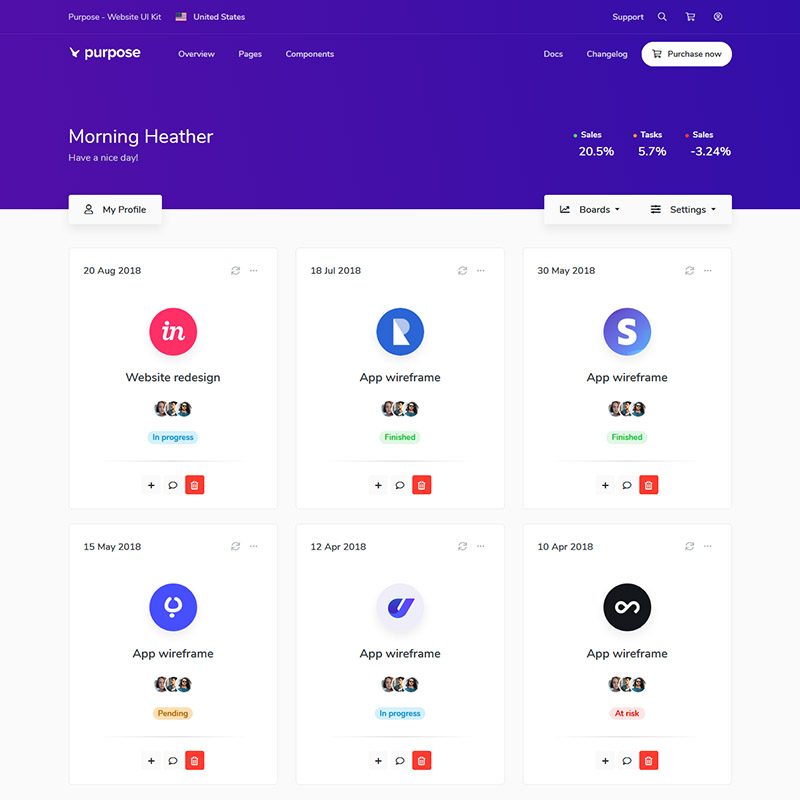 Purpose - Website UI Kit United States Support
purpose Overview Pages Components Docs Changelog Purchase now
Morning Heather
Have a nice day!
Sales Tasks Sales
20.5% 5.7% -3.24%
My Profile Boards Settings
20 Aug 2018 18 Jul 2018 30 May 2018
in R S
Website redesign App wireframe App wireframe
In progress Finished Finished
15 May 2018 12 Apr 2018 10 Apr 2018
App wireframe App wireframe App wireframe
Pending In progress At risk